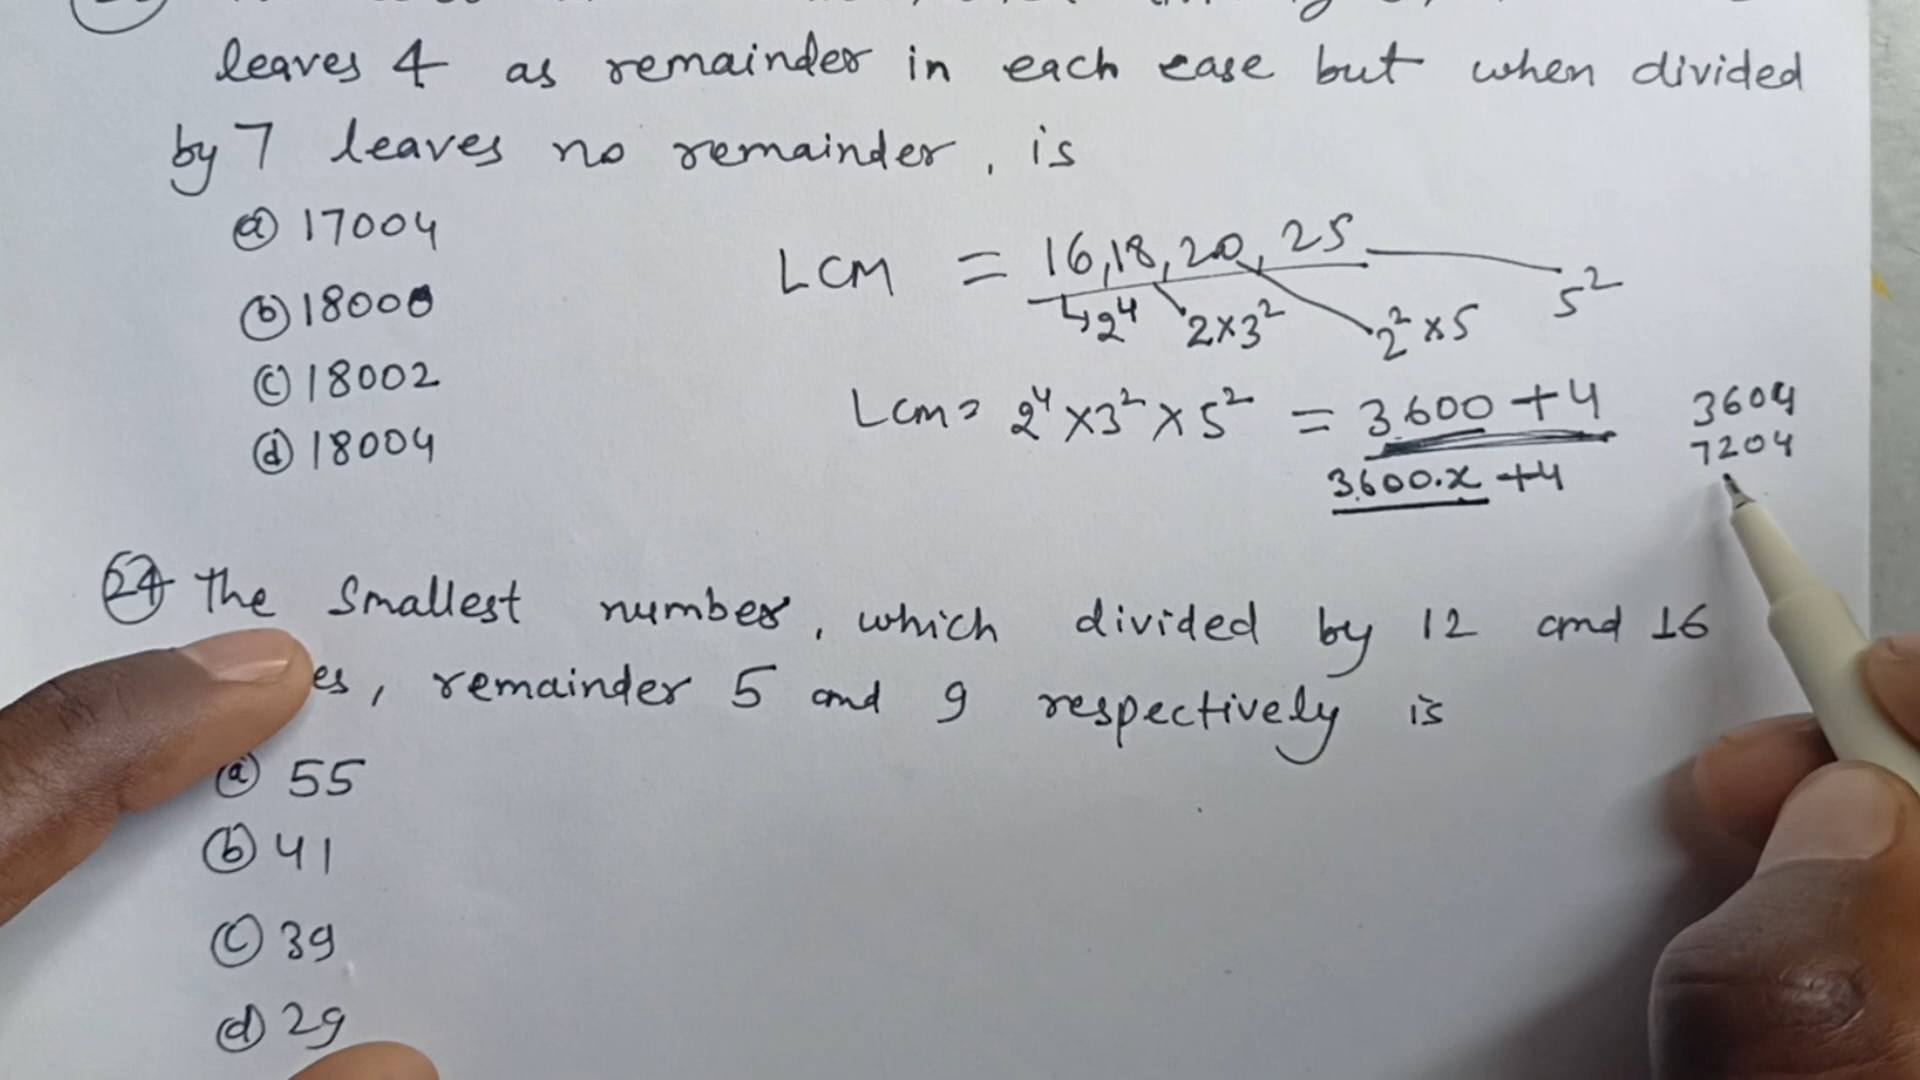 leaves 4 as remainder in each case but when divided
by 7 leaves no remainder, is
(a) 17004
(b) 18000
(c) 18002
(d) 18004
LCM = 16,18,20,25
2⁴ 2×3² 2²×5 5²
Lcm = 2⁴×3²×5² = 3600+4
3600.x+4
3604
7204
(24) The Smallest number, which divided by 12 and 16
es, remainder 5 and 9 respectively is
(a) 55
(b) 41
(c) 39
(d) 29